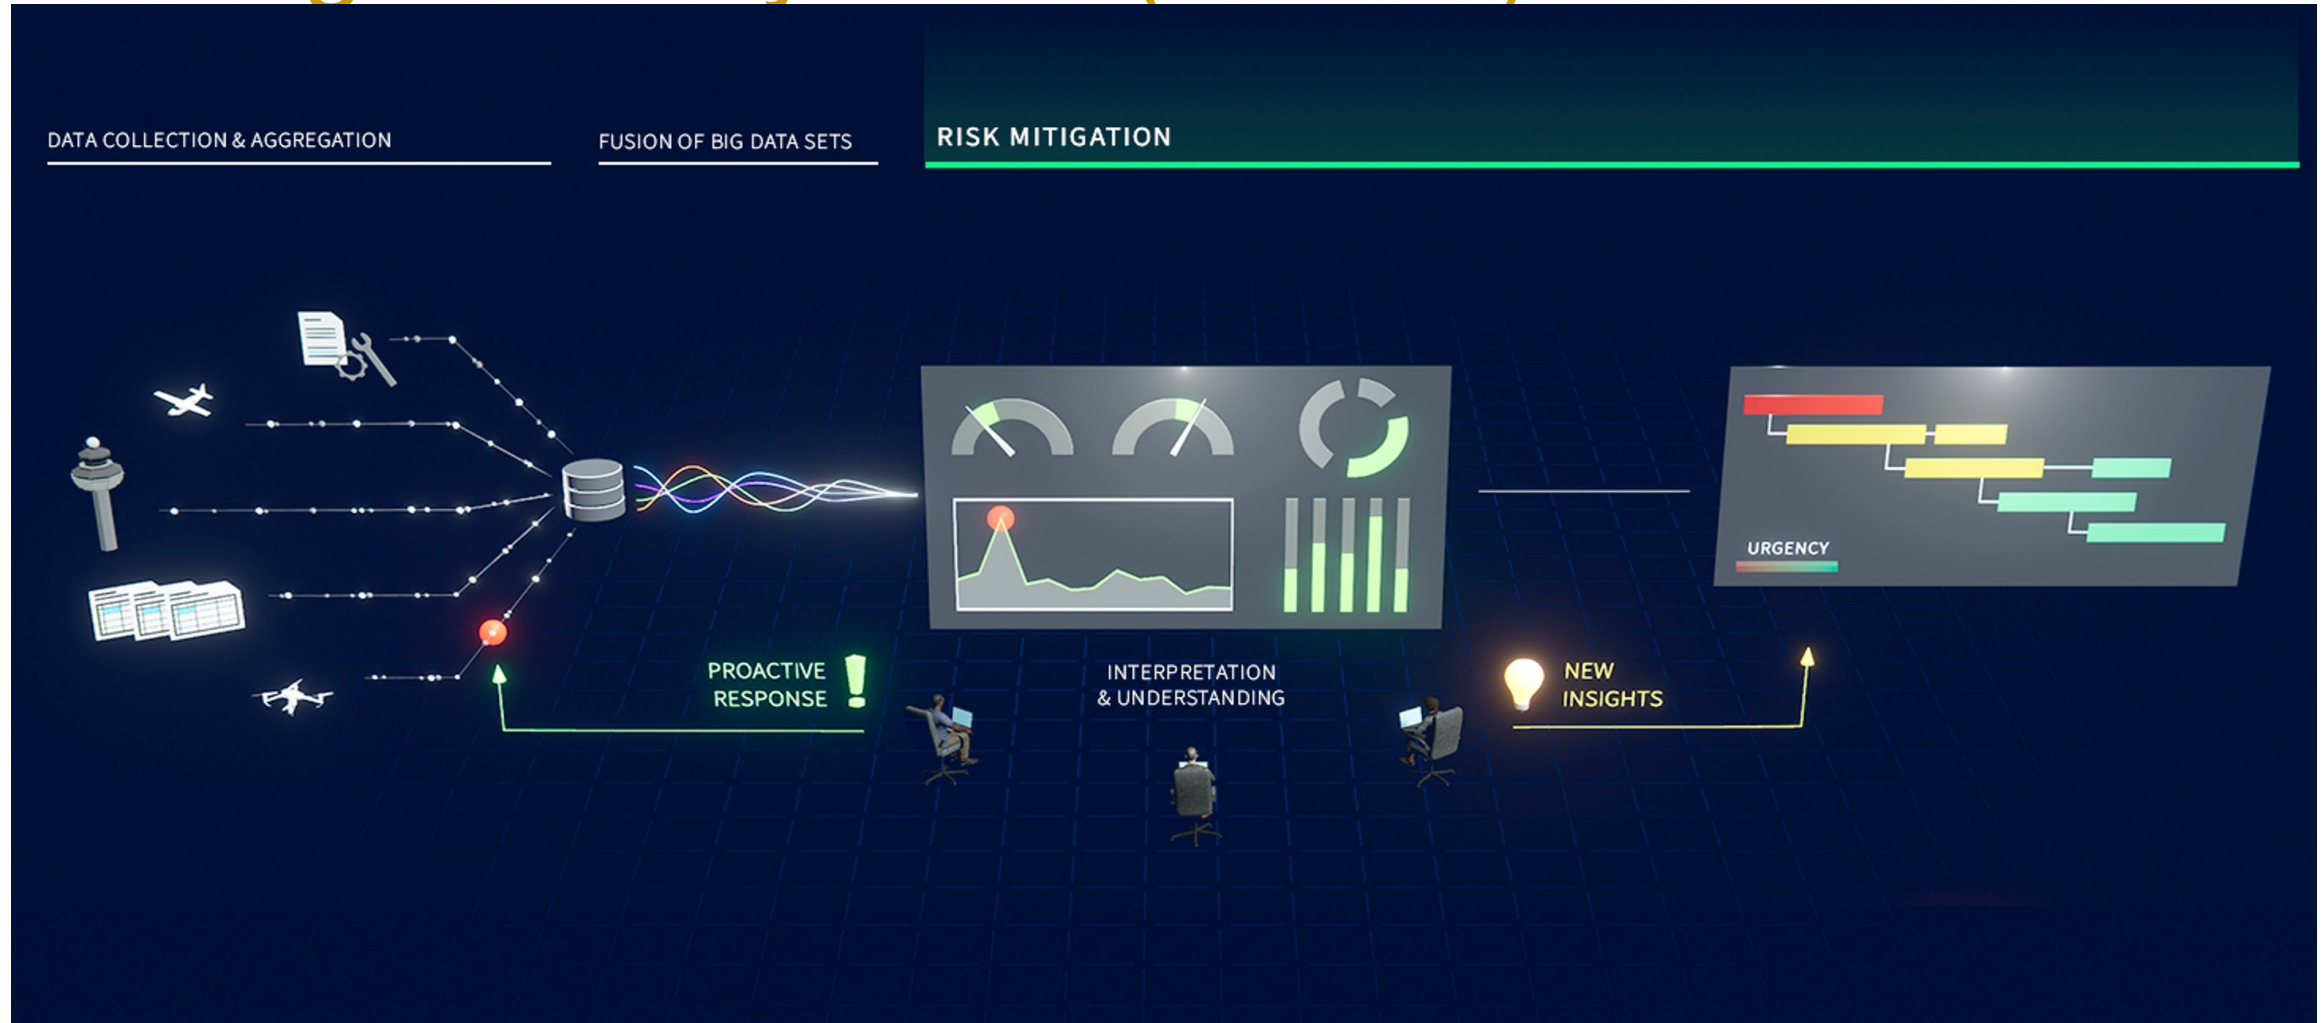 DATA COLLECTION & AGGREGATION
FUSION OF BIG DATA SETS
RISK MITIGATION
URGENCY
PROACTIVE
RESPONSE
!
INTERPRETATION
& UNDERSTANDING
NEW
INSIGHTS